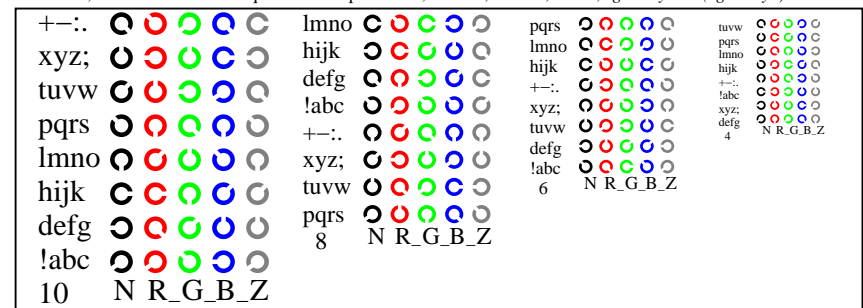 +−:.
xyz;
tuvw
pqrs
lmno
hijk
defg
!abc
10 N R_G_B_Z
lmno
hijk
defg
!abc
+−:.
xyz;
tuvw
pqrs
8 N R_G_B_Z
pqrs
lmno
hijk
+−:.
xyz;
tuvw
defg
!abc
6 N R_G_B_Z
tuvw
pqrs
lmno
hijk
+−:.
!abc
xyz;
defg
4 N R_G_B_Z